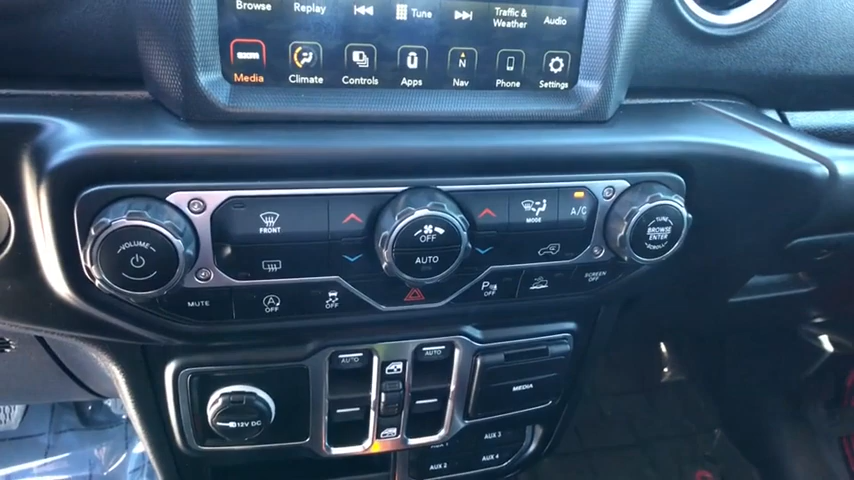 Browse Replay Tune Traffic & Weather Audio
SXM
Media Climate Controls Apps Nav Phone Settings
N
VOLUME
FRONT
OFF
AUTO
MODE
A/C
TUNE
BROWSE
ENTER
SCROLL
MUTE
A
OFF
OFF
P
OFF
SCREEN
OFF
AUTO
AUTO
12V DC
MEDIA
AUX 2
AUX 3
AUX 4